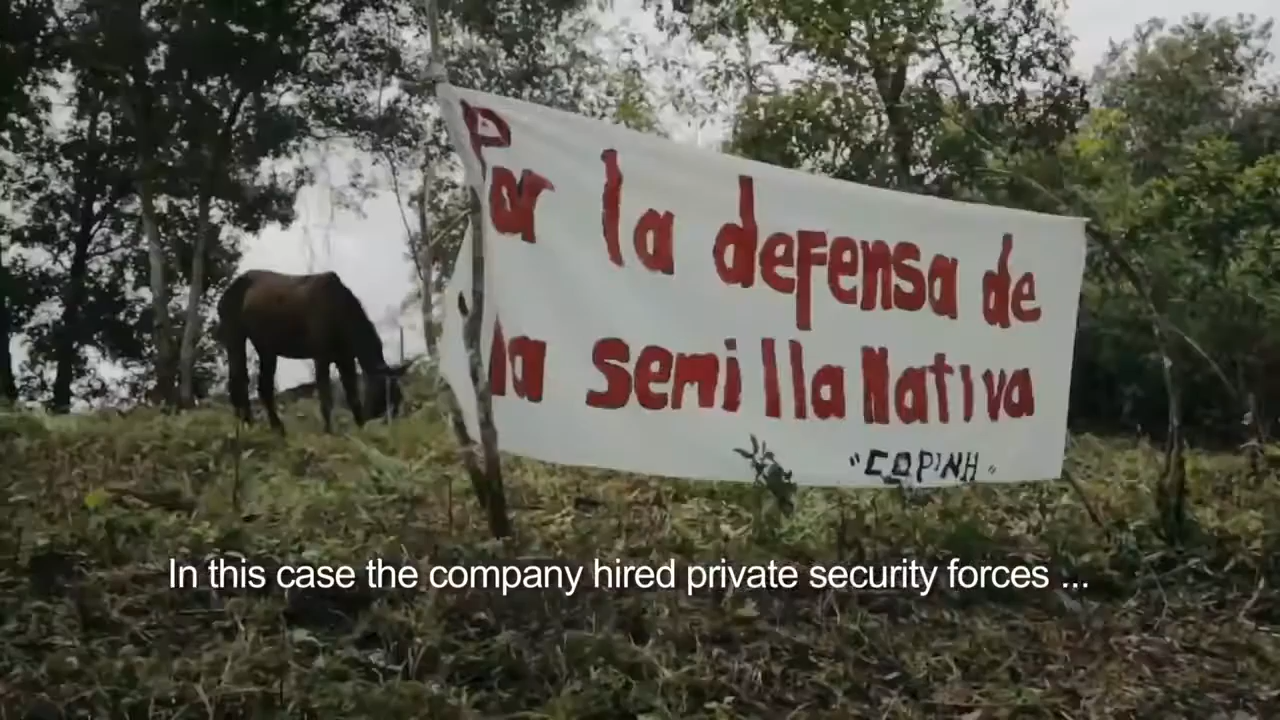 Por la defensa de
la semilla Nativa
"COPINH"
In this case the company hired private security forces ...